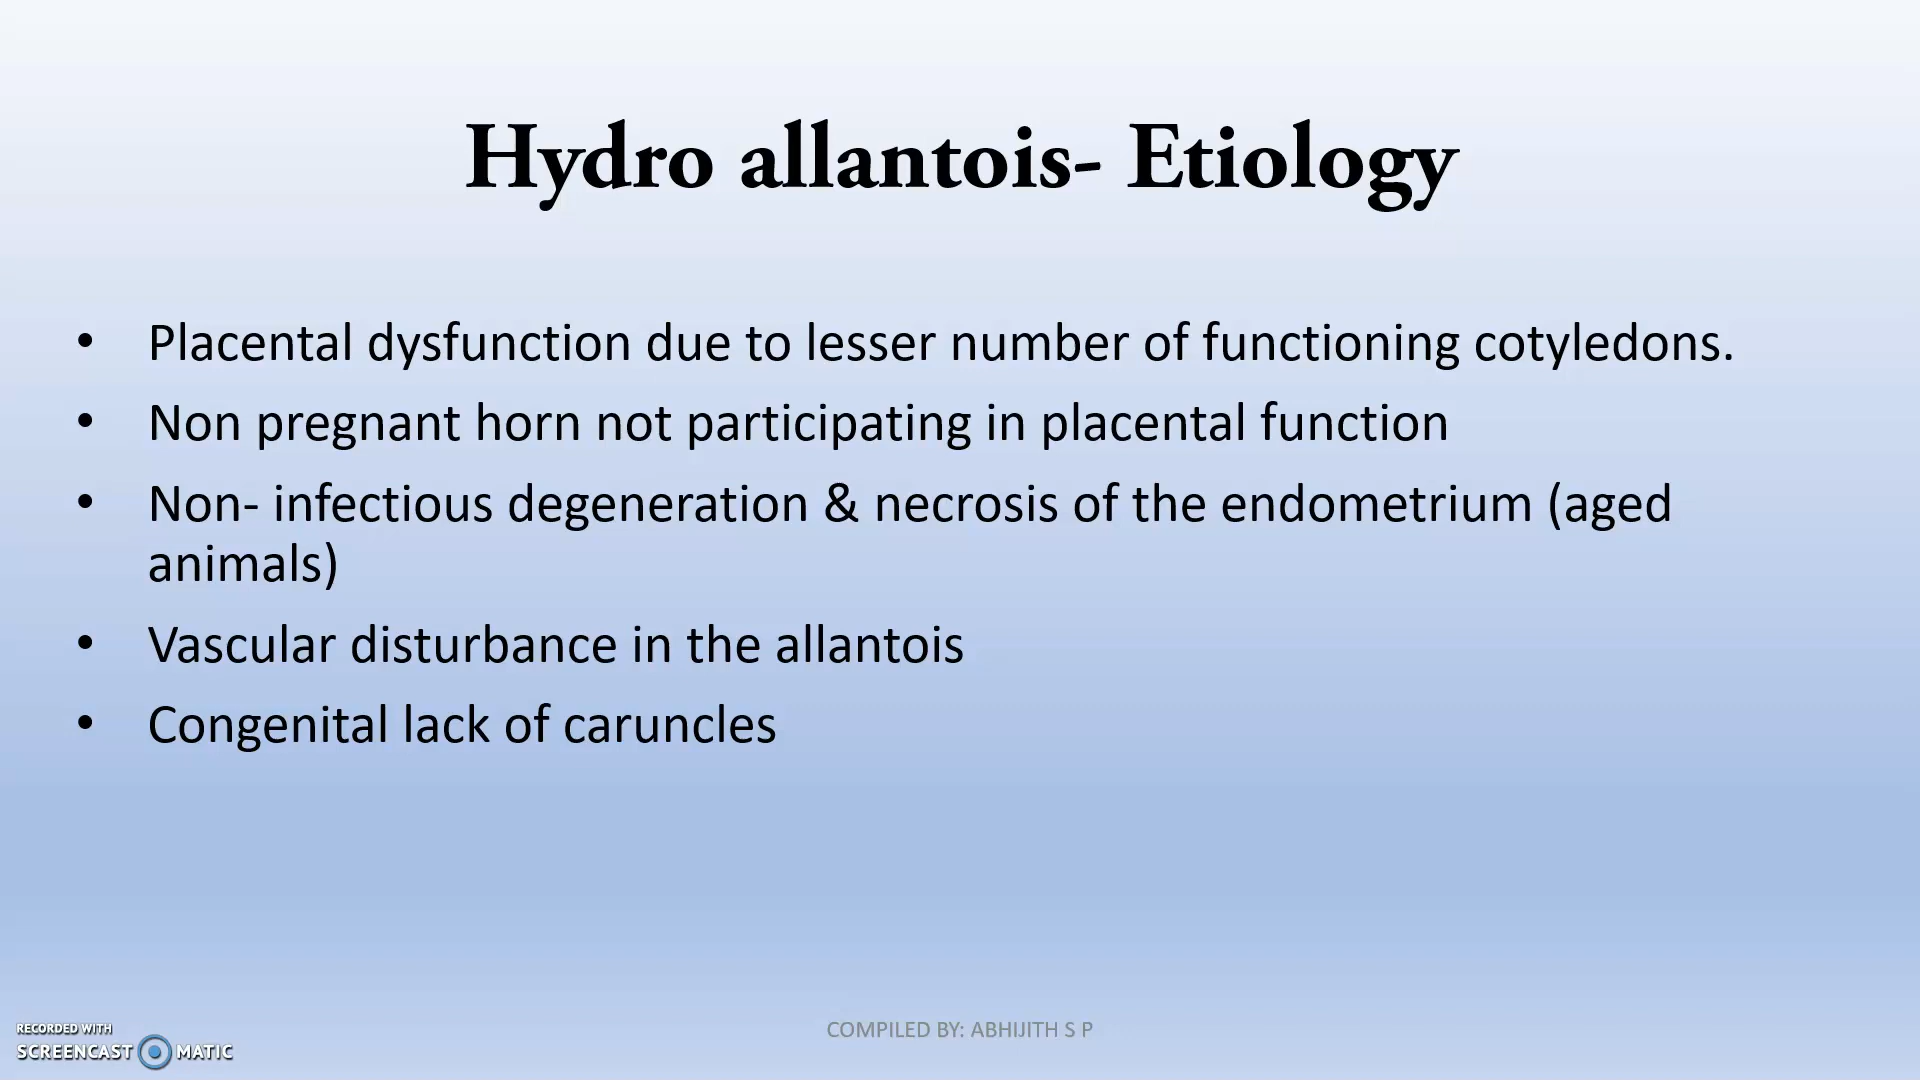 Hydro allantois- Etiology
• Placental dysfunction due to lesser number of functioning cotyledons.
• Non pregnant horn not participating in placental function
• Non- infectious degeneration & necrosis of the endometrium (aged
animals)
• Vascular disturbance in the allantois
• Congenital lack of caruncles
COMPILED BY: ABHIJITH S P
RECORDED WITH
SCREENCAST MATIC